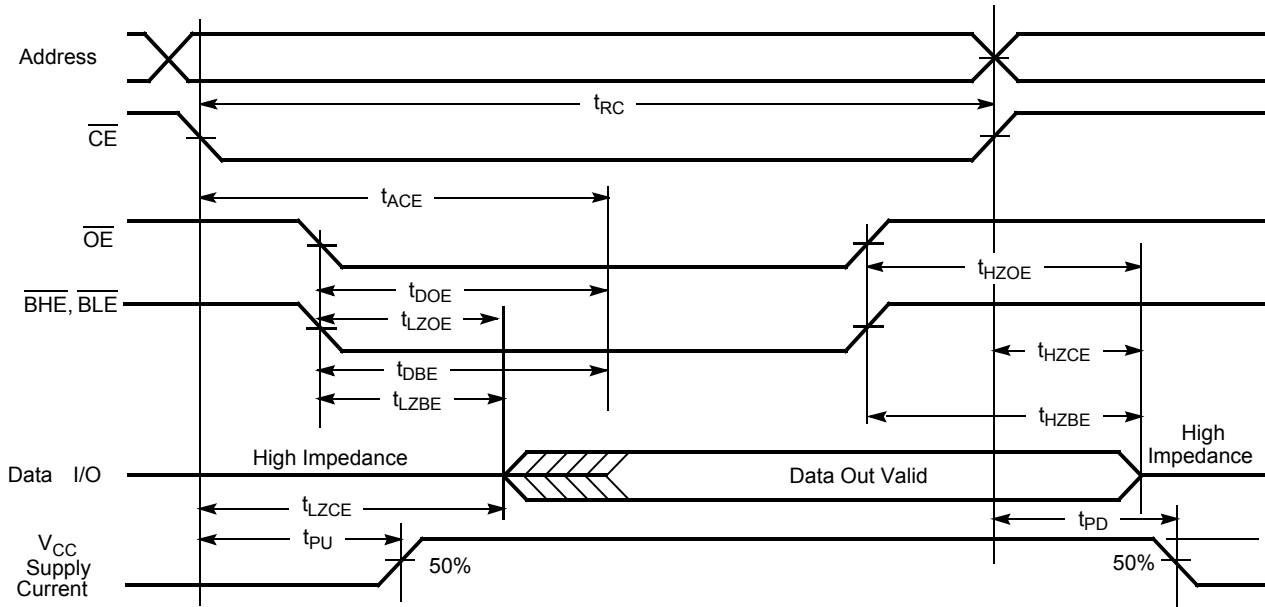 Address
tRC
CE
tACE
OE
tHZOE
tDOE
BHE, BLE
tLZOE
tHZCE
tDBE
tLZBE
tHZBE
High Impedance
High
Impedance
Data I/O
Data Out Valid
tLZCE
tPD
tPU
VCC
Supply
Current
50%
50%